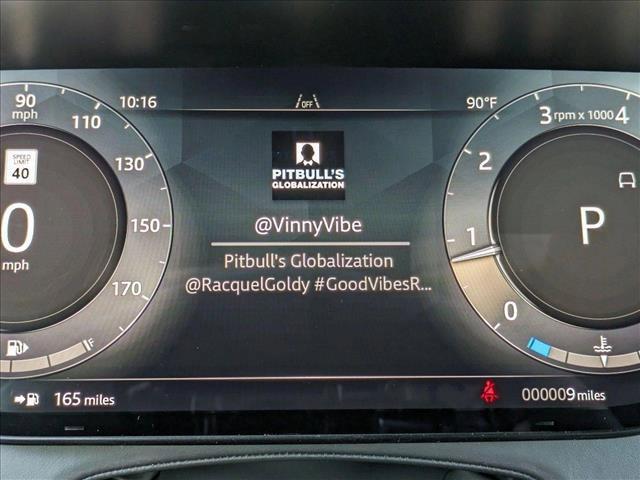 90
mph
10:16
OFF
90°F
3 rpm x 1000 4
110
SPEED
LIMIT
40
130
PITBULL'S
GLOBALIZATION
2
@VinnyVibe
150
0
mph
P
1
Pitbull's Globalization
@RacquelGoldy #GoodVibesR...
170
0
F
165 miles
000009 miles